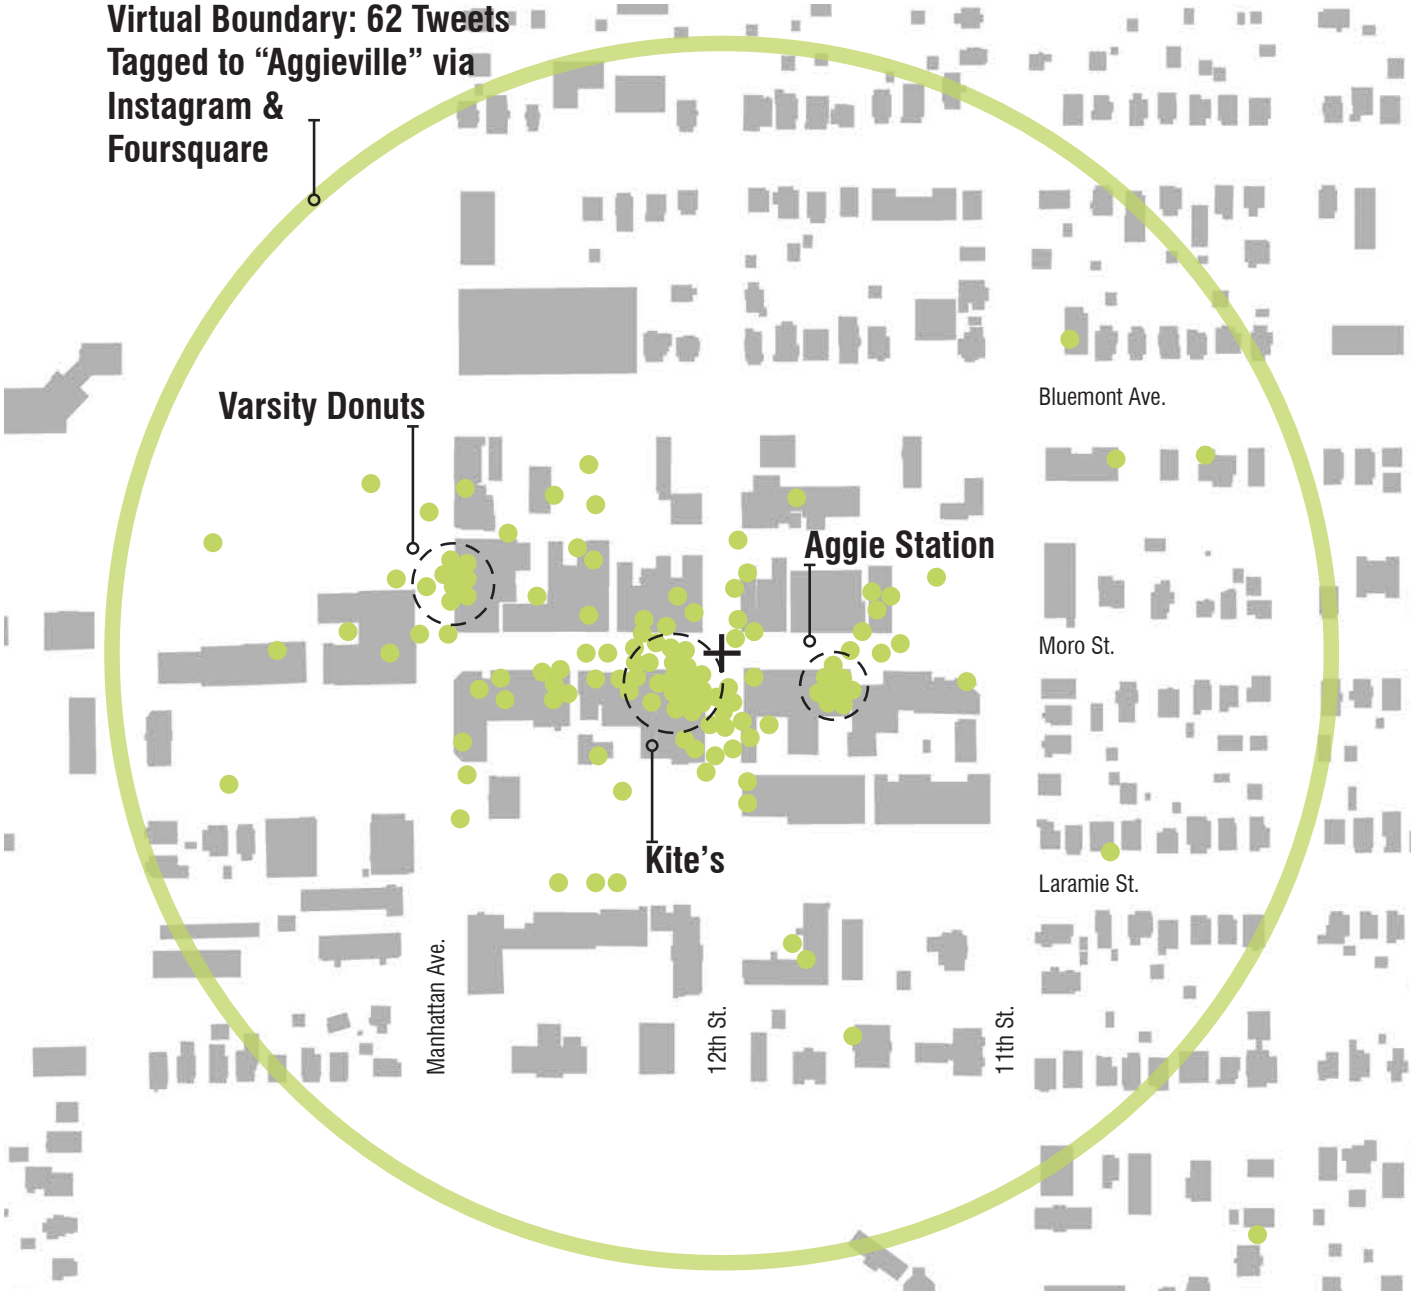 Virtual Boundary: 62 Tweets
Tagged to “Aggieville” via
Instagram &
Foursquare
Varsity Donuts
Bluemont Ave.
Aggie Station
Moro St.
Kite’s
Laramie St.
Manhattan Ave.
12th St.
11th St.